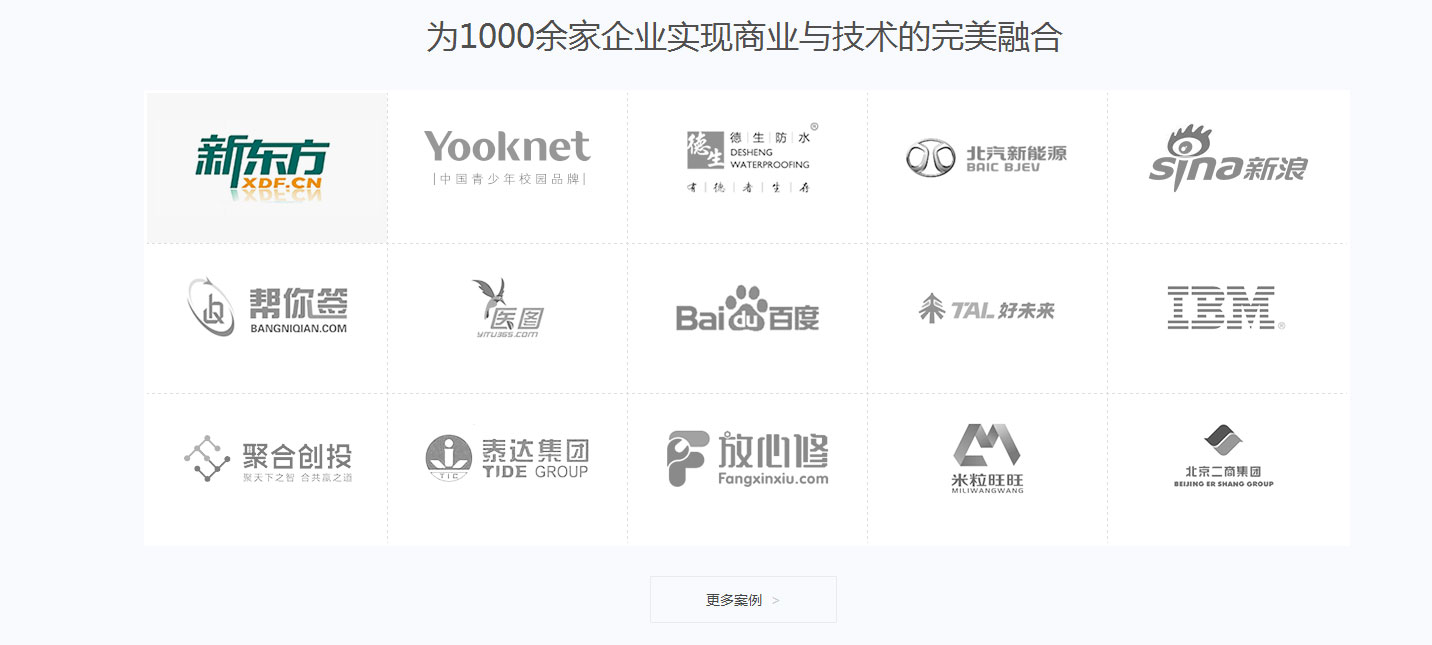 为1000余家企业实现商业与技术的完美融合
新东方
XDF.CN
Yooknet
|中国青少年校园品牌|
德生
德生防水®
DESHENG
WATERPROOFING
有德者生存
北汽新能源
BAIC BJEV
sina新浪
帮你签
BANGNIQIAN.COM
医图
YITU365.COM
Bai du 百度
TAL 好未来
IBM®
聚合创投
聚天下之智 合共赢之道
TIC
泰达集团
TIDE GROUP
放心修
Fangxinxiu.com
米粒旺旺
MILIWANGWANG
北京二商集团
BEIJING ER SHANG GROUP
更多案例 >